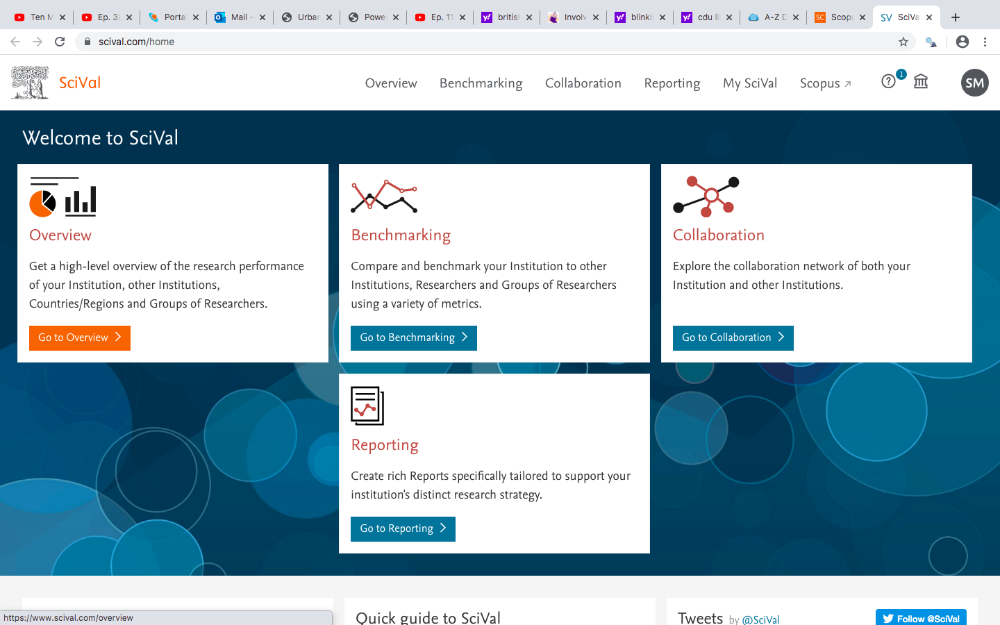 Ten M
Ep. 38
Porta
Mail -
Urba
Powe
Ep. 11
britis
Involv
blinki
cdu li
A-Z D
SC
Scop
SV
SciVa
scival.com/home
SciVal
Overview
Benchmarking
Collaboration
Reporting
My SciVal
Scopus
?
1
SM
Welcome to SciVal
Overview
Get a high-level overview of the research performance
of your Institution, other Institutions,
Countries/Regions and Groups of Researchers.
Go to Overview
Benchmarking
Compare and benchmark your Institution to other
Institutions, Researchers and Groups of Researchers
using a variety of metrics.
Go to Benchmarking
Collaboration
Explore the collaboration network of both your
Institution and other Institutions.
Go to Collaboration
Reporting
Create rich Reports specifically tailored to support your
institution's distinct research strategy.
Go to Reporting
https://www.scival.com/overview
Quick guide to SciVal
Tweets by @SciVal
Follow @SciVal